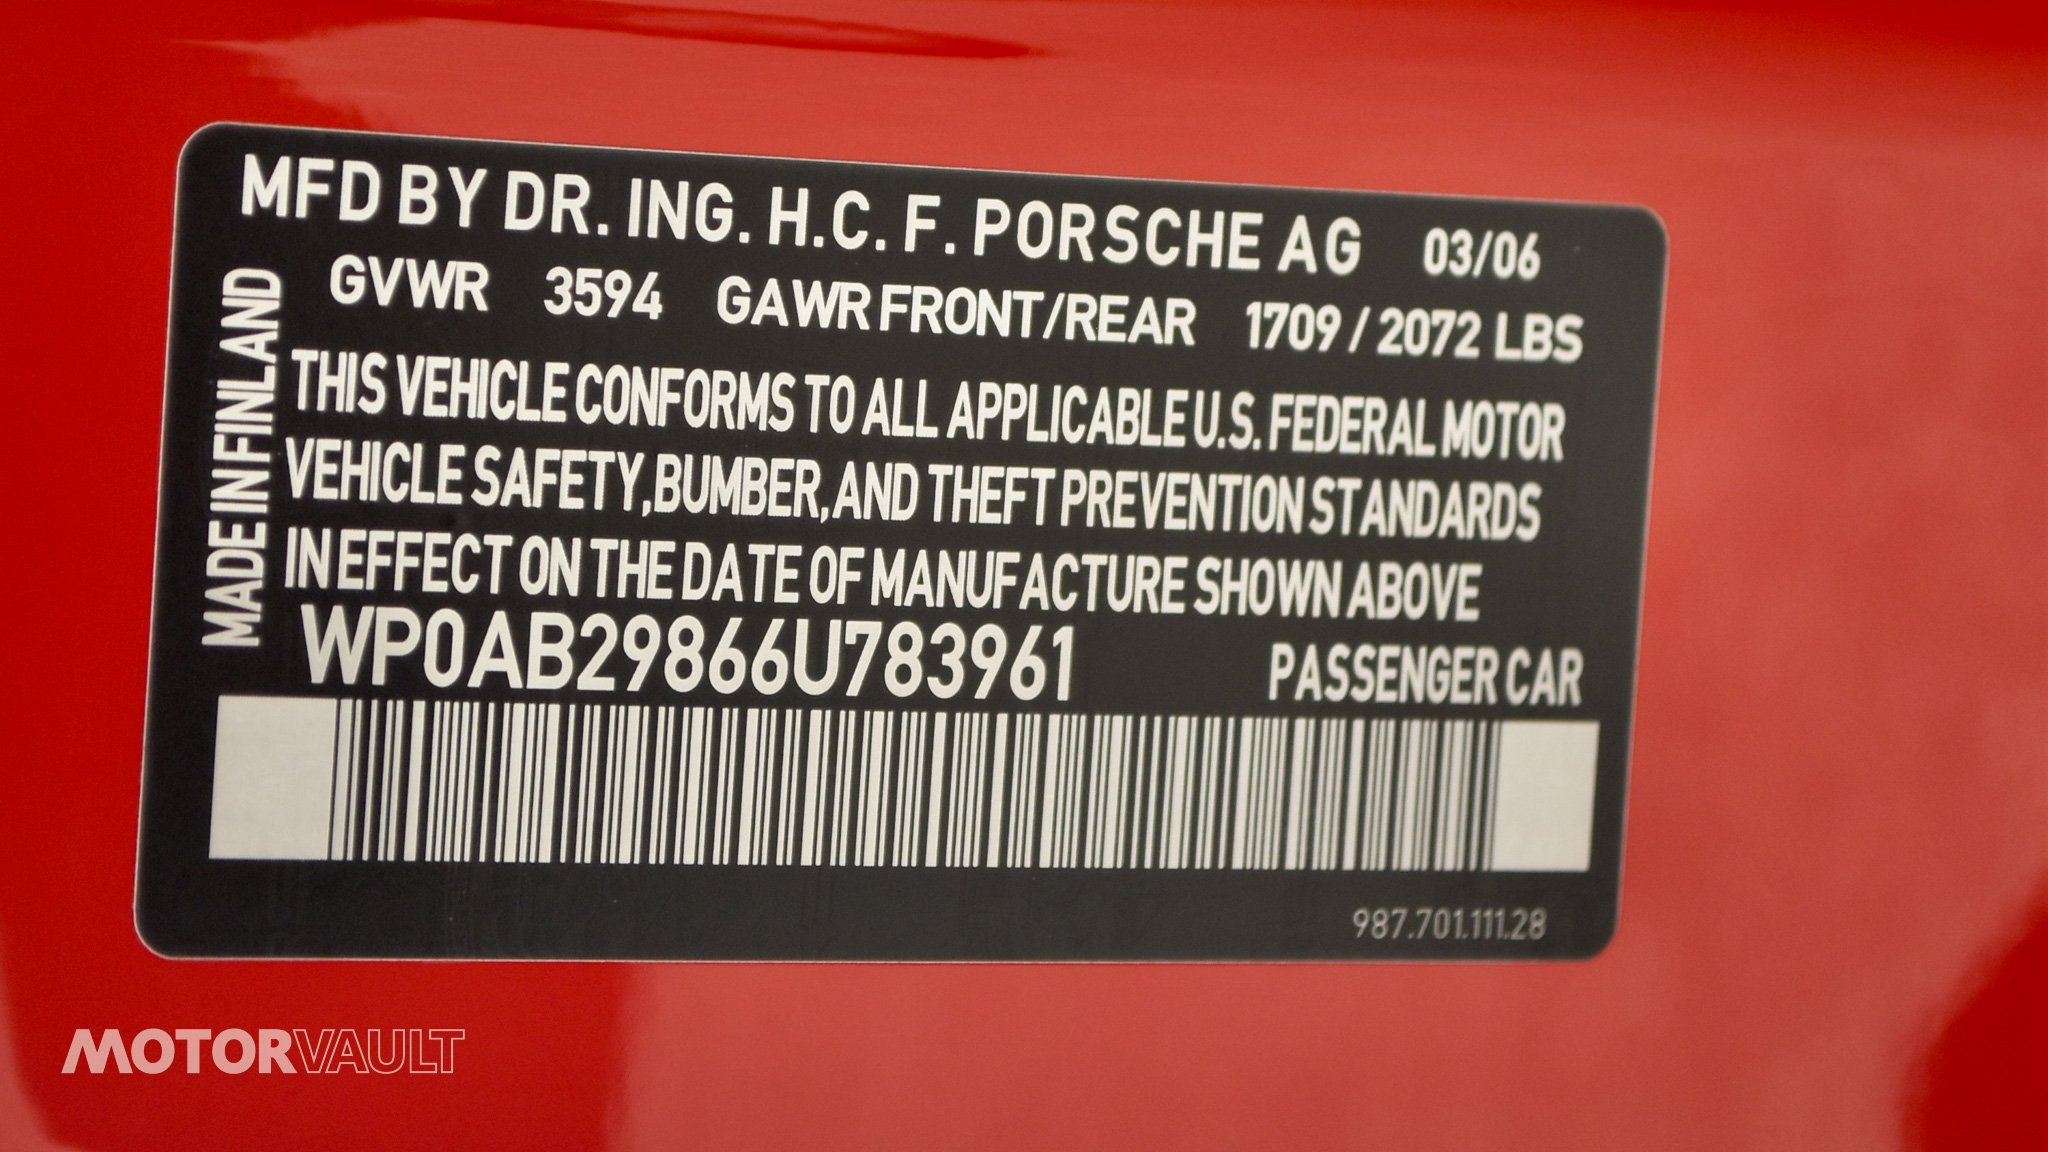 MFD BY DR. ING. H.C. F. PORSCHE AG 03/06
GVWR 3594 GAWR FRONT/REAR 1709 / 2072 LBS
MADE IN FINLAND
THIS VEHICLE CONFORMS TO ALL APPLICABLE U.S. FEDERAL MOTOR
VEHICLE SAFETY, BUMBER, AND THEFT PREVENTION STANDARDS
IN EFFECT ON THE DATE OF MANUFACTURE SHOWN ABOVE
WP0AB29866U783961 PASSENGER CAR
987.701.111.28
MOTORVAULT